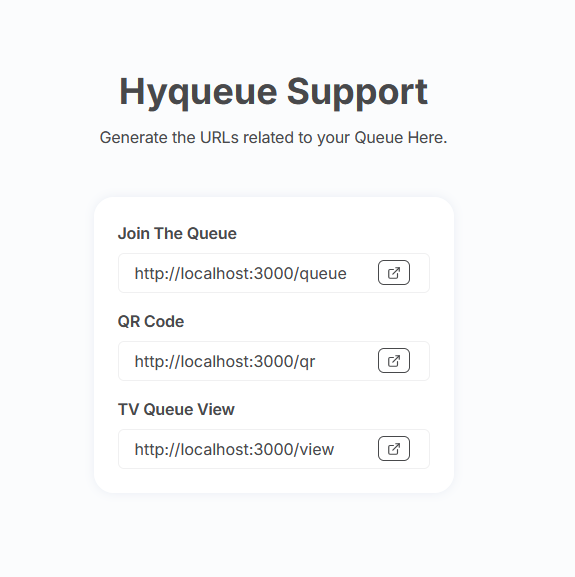 Hyqueue Support
Generate the URLs related to your Queue Here.
Join The Queue
http://localhost:3000/queue
QR Code
http://localhost:3000/qr
TV Queue View
http://localhost:3000/view